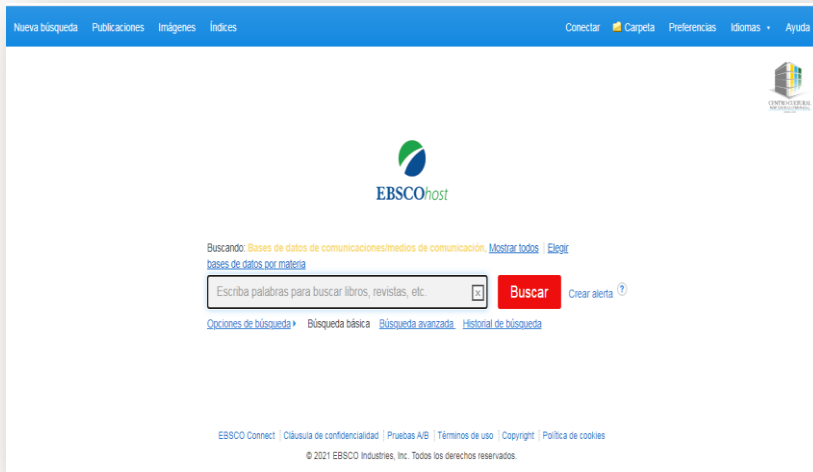 Nueva búsqueda Publicaciones Imágenes Índices Conectar Carpeta Preferencias Idiomas Ayuda
CENTRO CULTURAL
EBSCOhost
Buscando: Bases de datos de comunicaciones/medios de comunicación, Mostrar todos | Elegir
bases de datos por materia
Escriba palabras para buscar libros, revistas, etc. x Buscar Crear alerta ?
Opciones de búsqueda Búsqueda básica Búsqueda avanzada Historial de búsqueda
EBSCO Connect | Cláusula de confidencialidad | Pruebas A/B | Términos de uso | Copyright | Política de cookies
© 2021 EBSCO Industries, Inc. Todos los derechos reservados.